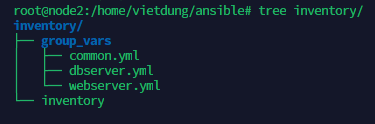 root@node2:/home/vietdung/ansible# tree inventory/
inventory/
├── group_vars
│   ├── common.yml
│   ├── dbserver.yml
│   └── webserver.yml
└── inventory